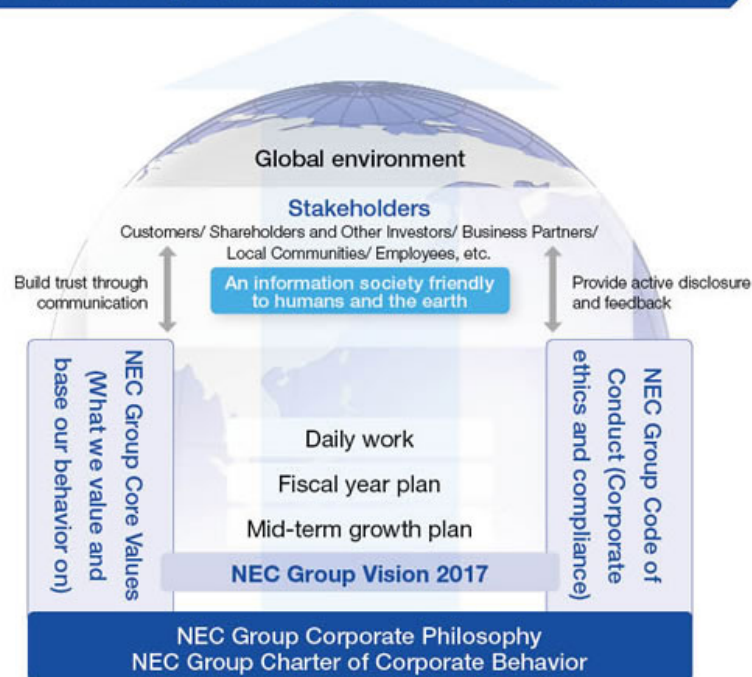 Global environment
Stakeholders
Customers/ Shareholders and Other Investors/ Business Partners/
Local Communities/ Employees, etc.
Build trust through
communication
An information society friendly
to humans and the earth
Provide active disclosure
and feedback
NEC Group Core Values
(What we value and
base our behavior on)
Daily work
Fiscal year plan
Mid-term growth plan
NEC Group Vision 2017
NEC Group Code of
Conduct (Corporate
ethics and compliance)
NEC Group Corporate Philosophy
NEC Group Charter of Corporate Behavior